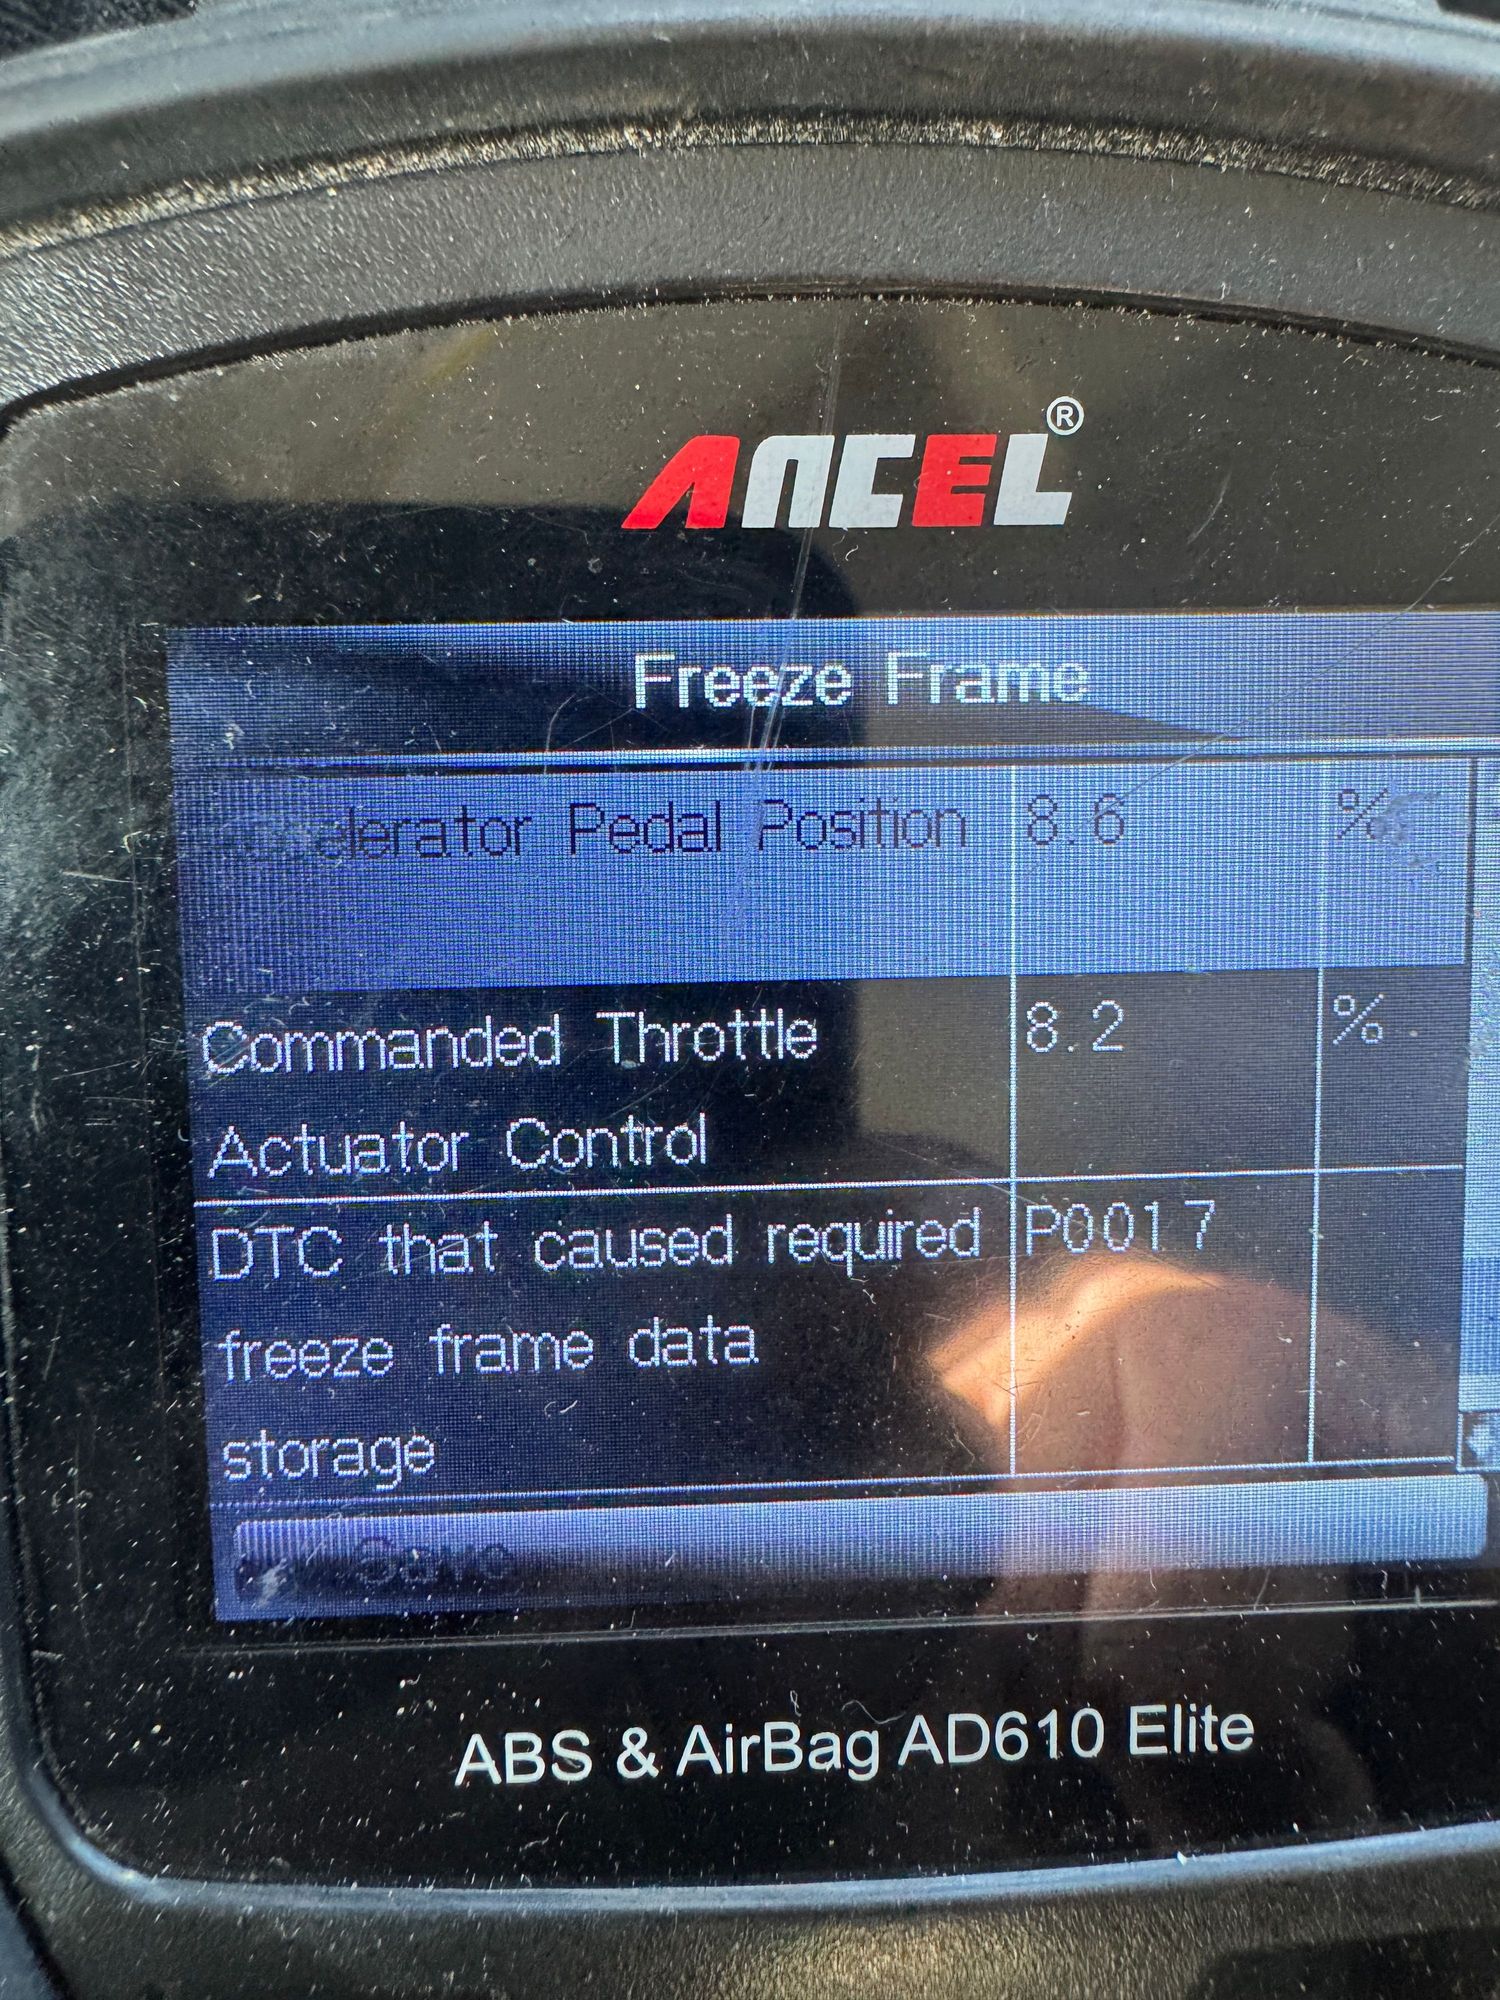 ANCEL®
Freeze Frame
Pedal Position 8.6 %
Commanded Throttle 8.2 %
Actuator Control
DTC that caused required P0017
freeze frame data
storage
Save
ABS & AirBag AD610 Elite